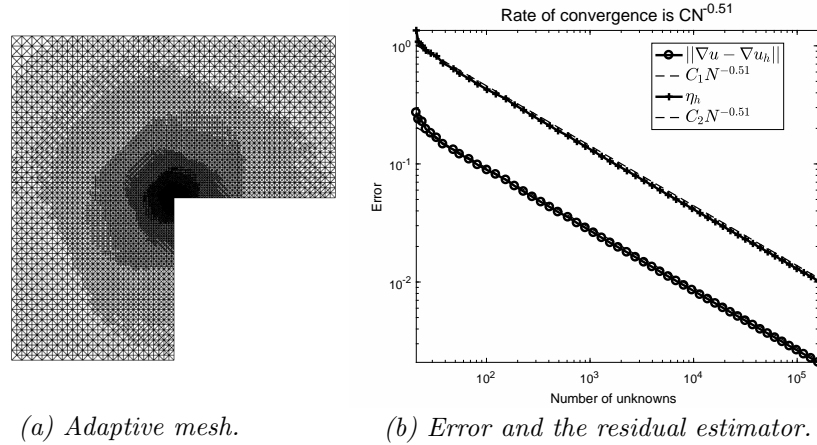 Rate of convergence is CN^-0.51
10^0
10^-1
10^-2
Error
||∇u − ∇u_h||
C_1N^-0.51
η_h
C_2N^-0.51
10^2 10^3 10^4 10^5
Number of unknowns
(a) Adaptive mesh.
(b) Error and the residual estimator.